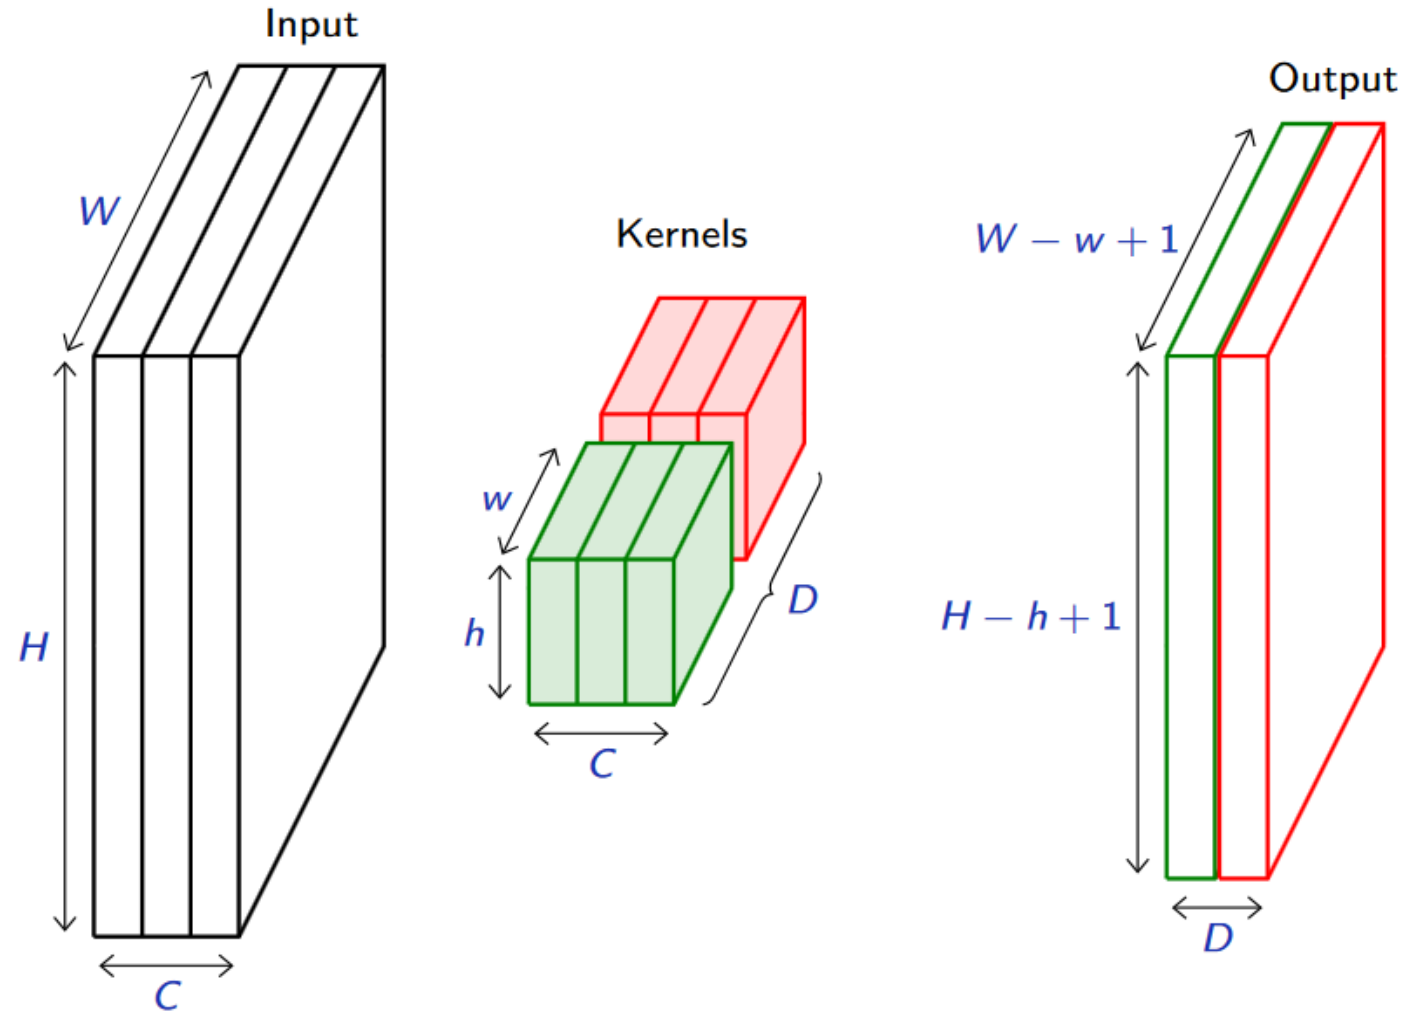 Input
W
H
C
Kernels
w
h
C
D
Output
W − w + 1
H − h + 1
D